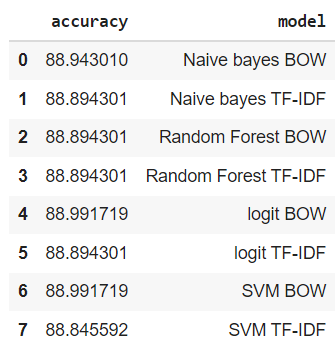 accuracy model
0 88.943010 Naive bayes BOW
1 88.894301 Naive bayes TF-IDF
2 88.894301 Random Forest BOW
3 88.894301 Random Forest TF-IDF
4 88.991719 logit BOW
5 88.894301 logit TF-IDF
6 88.991719 SVM BOW
7 88.845592 SVM TF-IDF